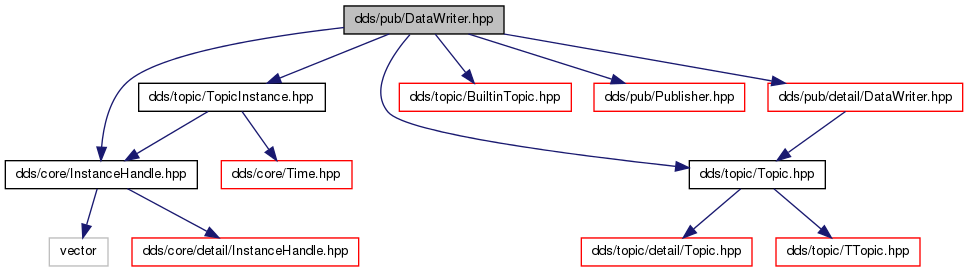 dds/pub/DataWriter.hpp
dds/topic/TopicInstance.hpp
dds/topic/BuiltinTopic.hpp
dds/pub/Publisher.hpp
dds/pub/detail/DataWriter.hpp
dds/core/InstanceHandle.hpp
dds/core/Time.hpp
dds/topic/Topic.hpp
vector
dds/core/detail/InstanceHandle.hpp
dds/topic/detail/Topic.hpp
dds/topic/TTopic.hpp